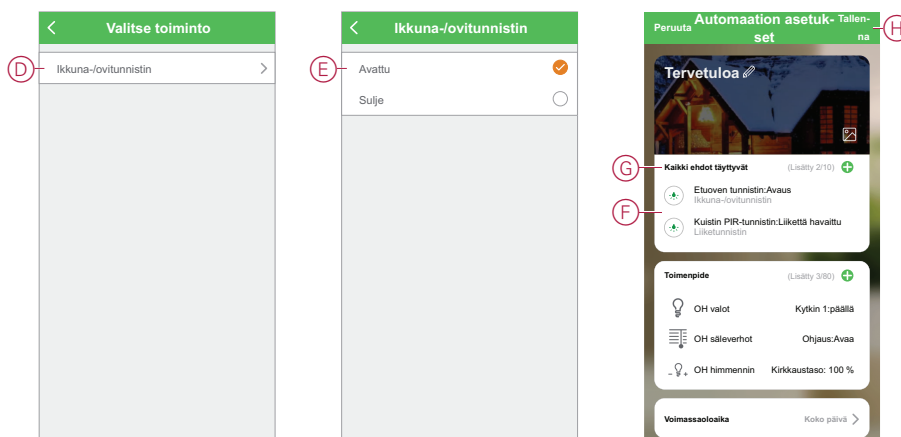 Valitse toiminto
D
Ikkuna-/ovitunnistin
Ikkuna-/ovitunnistin
E
Avattu
Sulje
Peruuta
Automaation asetuk-
set
Tallen-
na
H
Tervetuloa
G
Kaikki ehdot täyttyvät (Lisätty 2/10)
Etuoven tunnistin:Avaus
Ikkuna-/ovitunnistin
F
Kuistin PIR-tunnistin:Liikettä havaittu
Liiketunnistin
Toimenpide (Lisätty 3/80)
OH valot Kytkin 1:päällä
OH säleverhot Ohjaus:Avaa
OH himmennin Kirkkaustaso: 100 %
Voimassaoloaika Koko päivä